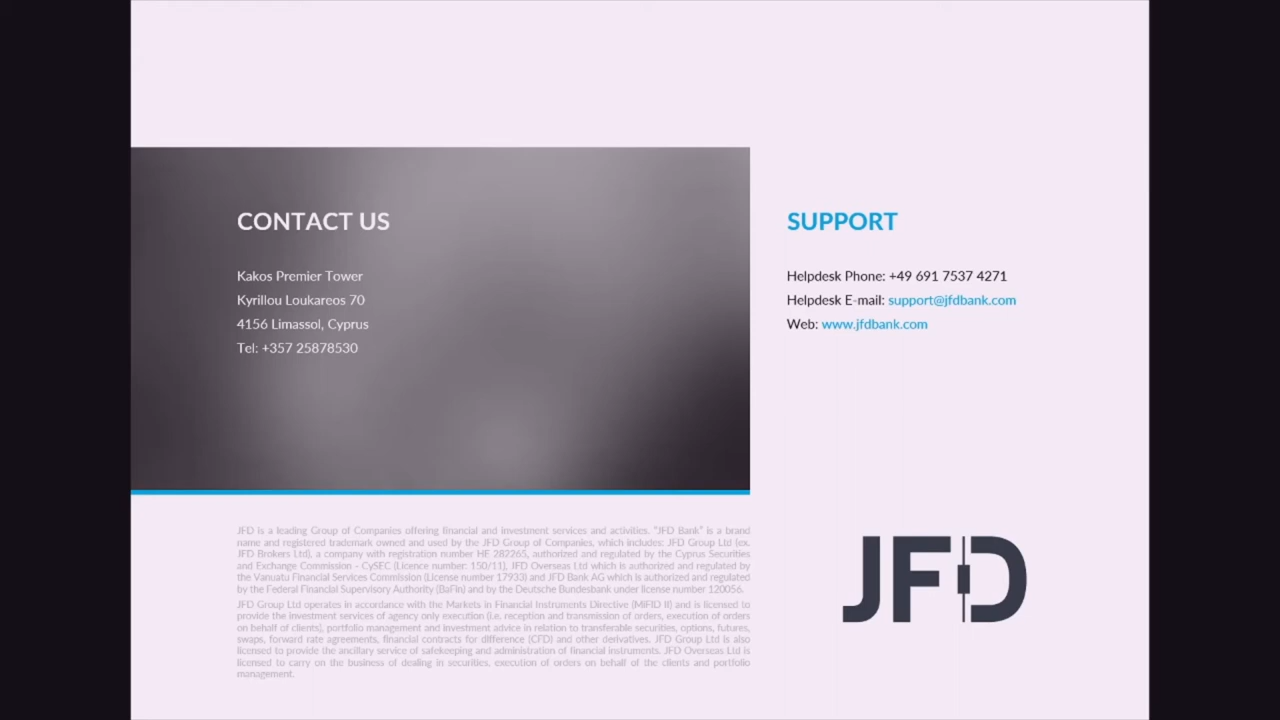 CONTACT US
Kakos Premier Tower
Kyrillou Loukareos 70
4156 Limassol, Cyprus
Tel: +357 25878530
SUPPORT
Helpdesk Phone: +49 691 7537 4271
Helpdesk E-mail: support@jfdbank.com
Web: www.jfdbank.com
JFD is a leading Group of Companies offering financial and investment services and activities. "JFD Bank" is a brand
name and registered trademark owned and used by the JFD Group of Companies, which includes: JFD Group Ltd (ex.
JFD Brokers Ltd), a company with registration number HE 282265, authorized and regulated by the Cyprus Securities
and Exchange Commission - CySEC (Licence number: 150/11), JFD Overseas Ltd which is authorized and regulated by
the Vanuatu Financial Services Commission (License number 17933) and JFD Bank AG which is authorized and regulated
by the Federal Financial Supervisory Authority (BaFin) and by the Deutsche Bundesbank under license number 120056.
JFD Group Ltd operates in accordance with the Markets in Financial Instruments Directive (MiFID II) and is licensed to
provide the investment services of agency only execution (i.e. reception and transmission of orders, execution of orders
on behalf of clients), portfolio management and investment advice in relation to transferable securities, options, futures,
swaps, forward rate agreements, financial contracts for difference (CFD) and other derivatives. JFD Group Ltd is also
licensed to provide the ancillary service of safekeeping and administration of financial instruments. JFD Overseas Ltd is
licensed to carry on the business of dealing in securities, execution of orders on behalf of the clients and portfolio
management.
JFD